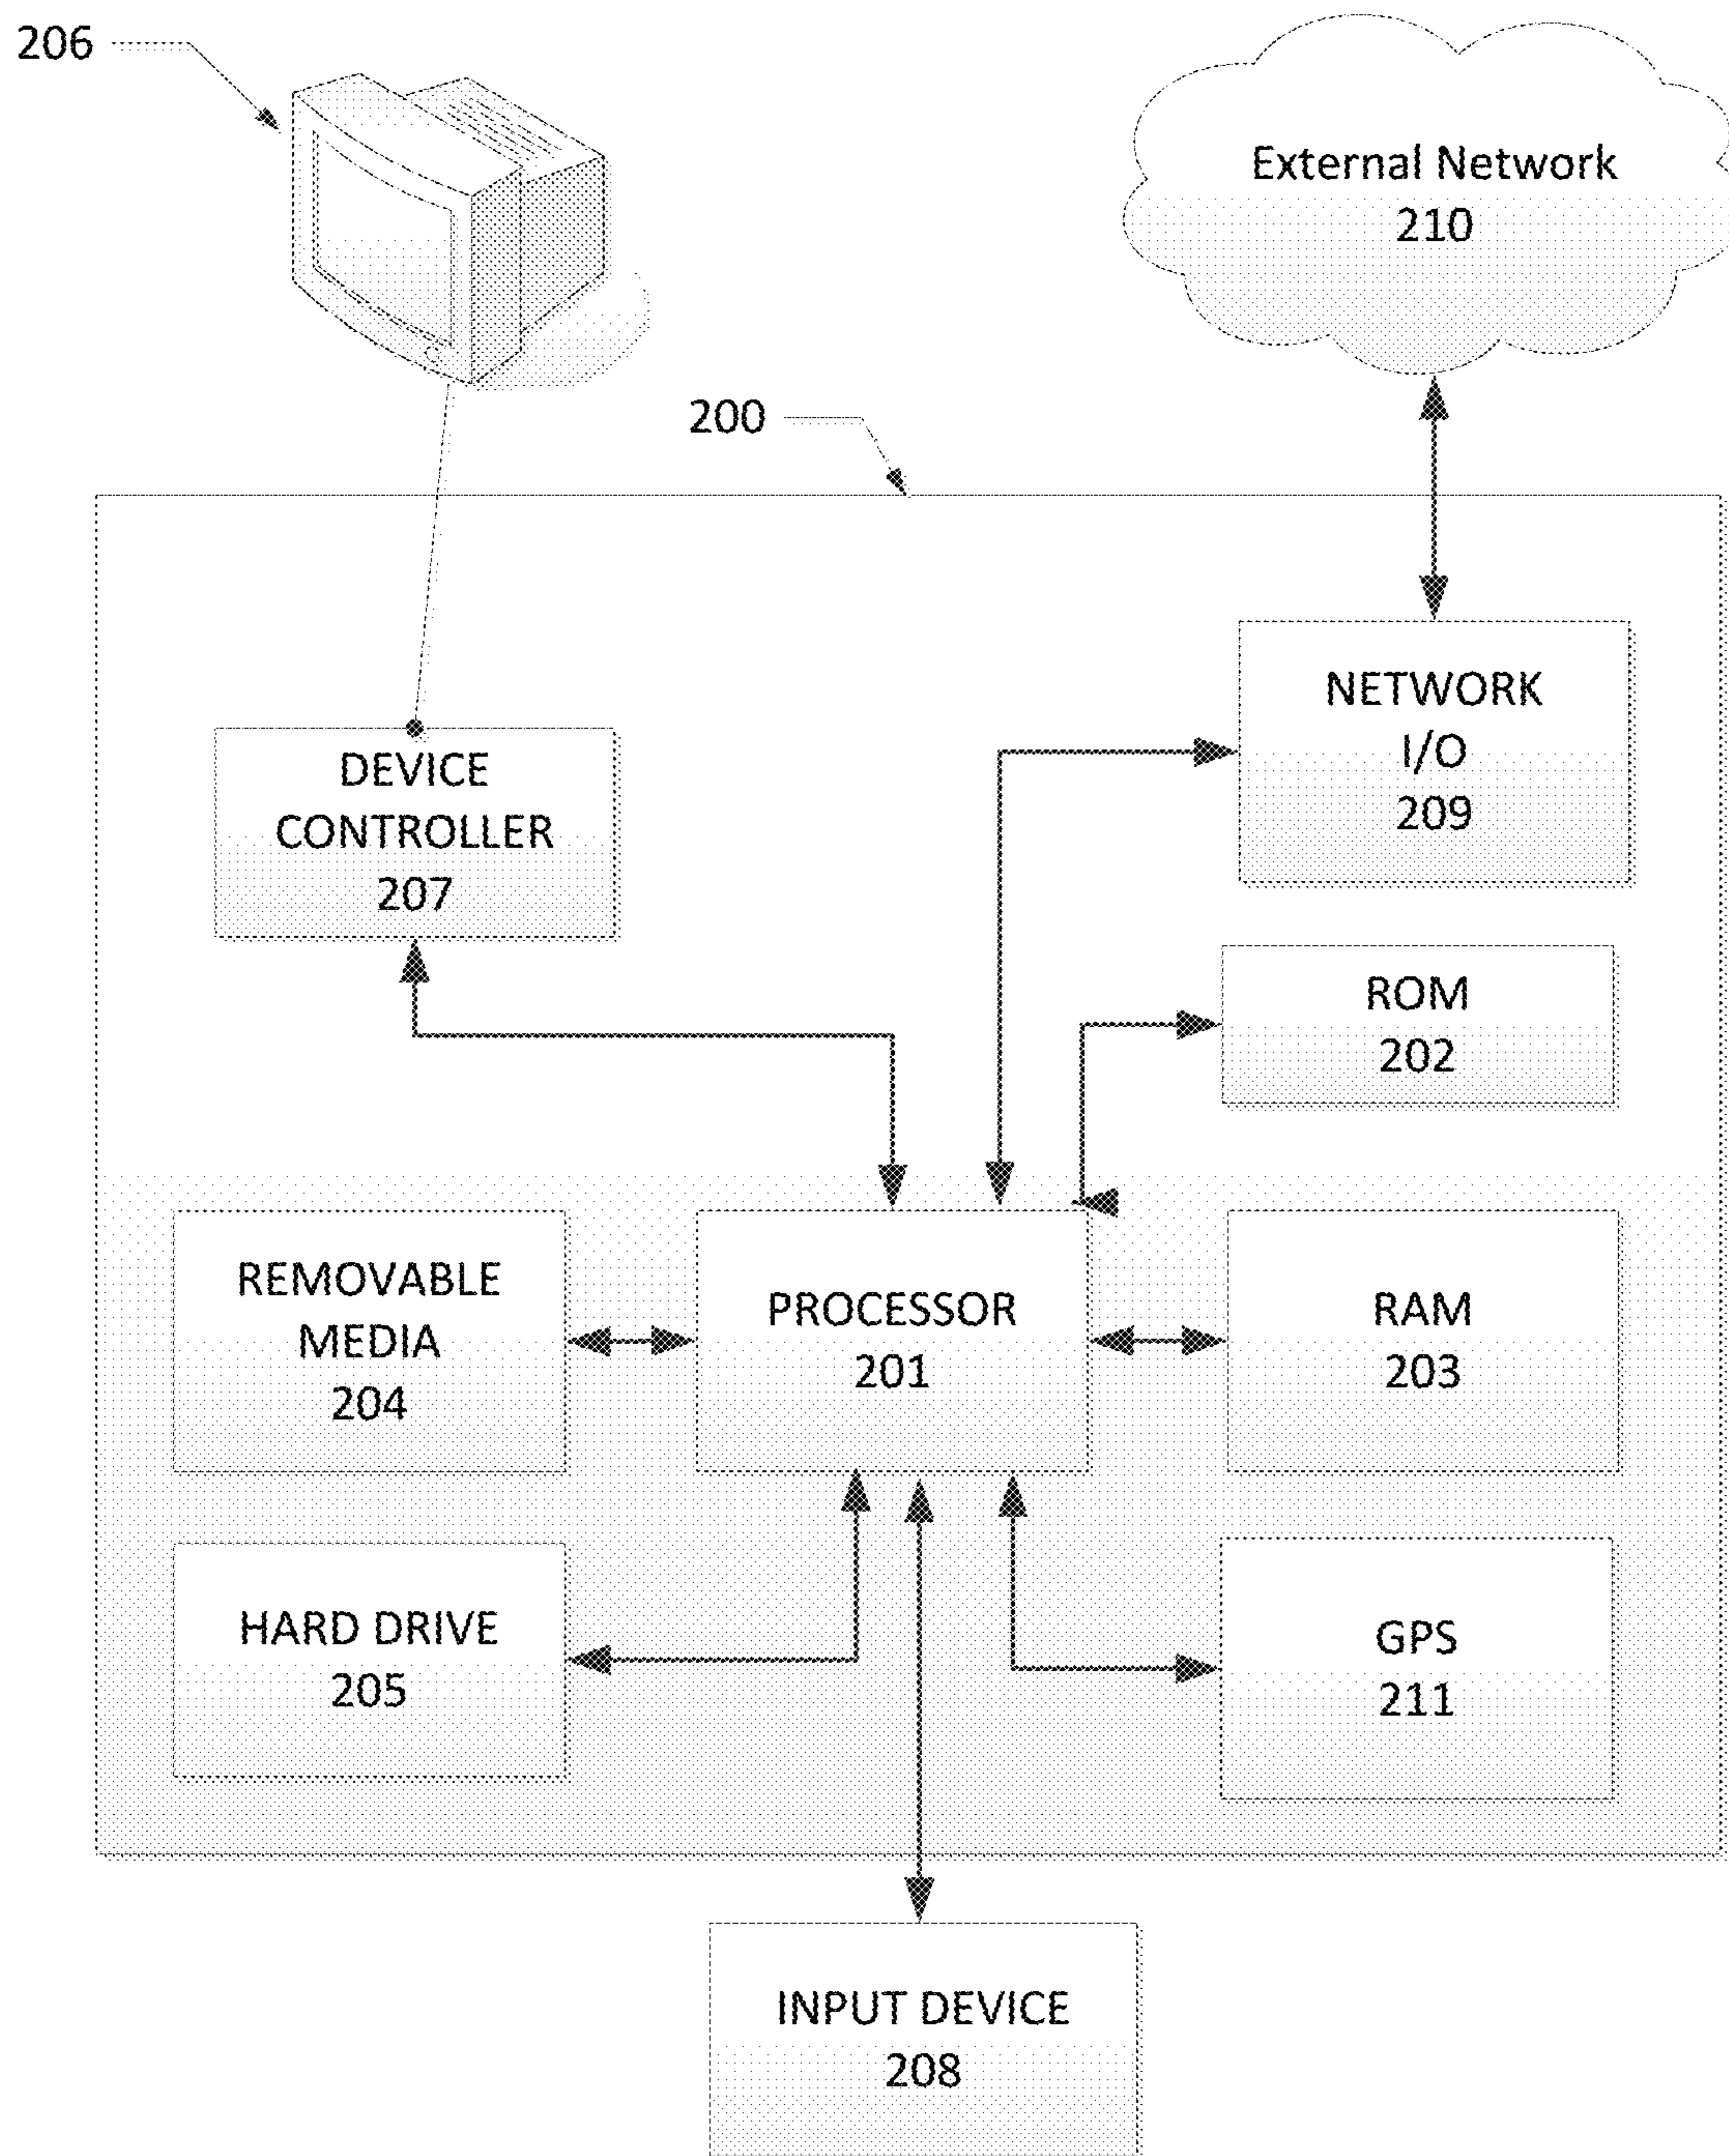 206
External Network
210
200
NETWORK
I/O
209
DEVICE
CONTROLLER
207
ROM
202
REMOVABLE
MEDIA
204
PROCESSOR
201
RAM
203
HARD DRIVE
205
GPS
211
INPUT DEVICE
208